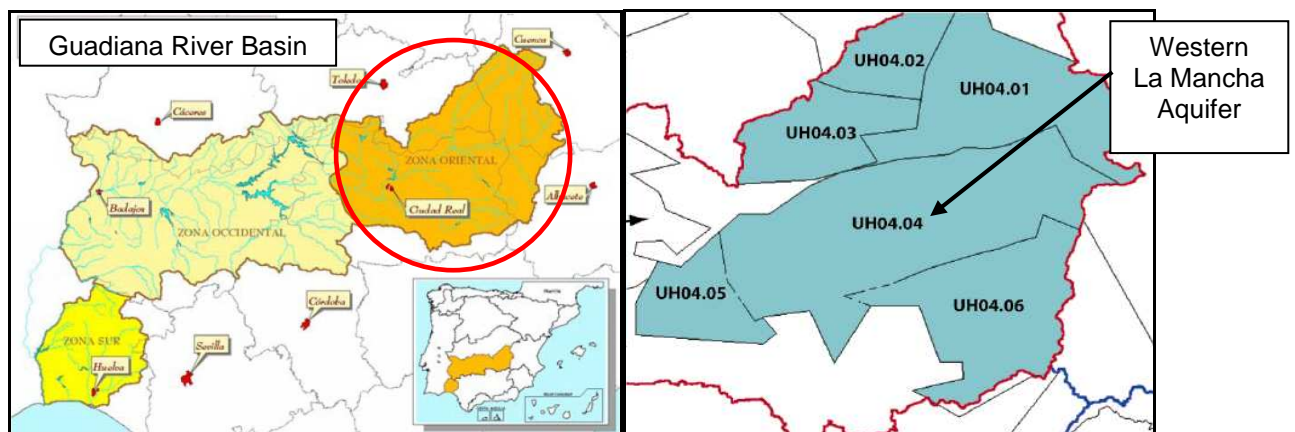 Guadiana River Basin
Cuenca
Toledo
Cáceres
ZONA ORIENTAL
Albacete
Badajoz
Ciudad Real
ZONA OCCIDENTAL
Córdoba
ZONA SUR
Sevilla
Huelva
Western
La Mancha
Aquifer
UH04.02
UH04.01
UH04.03
UH04.04
UH04.05
UH04.06